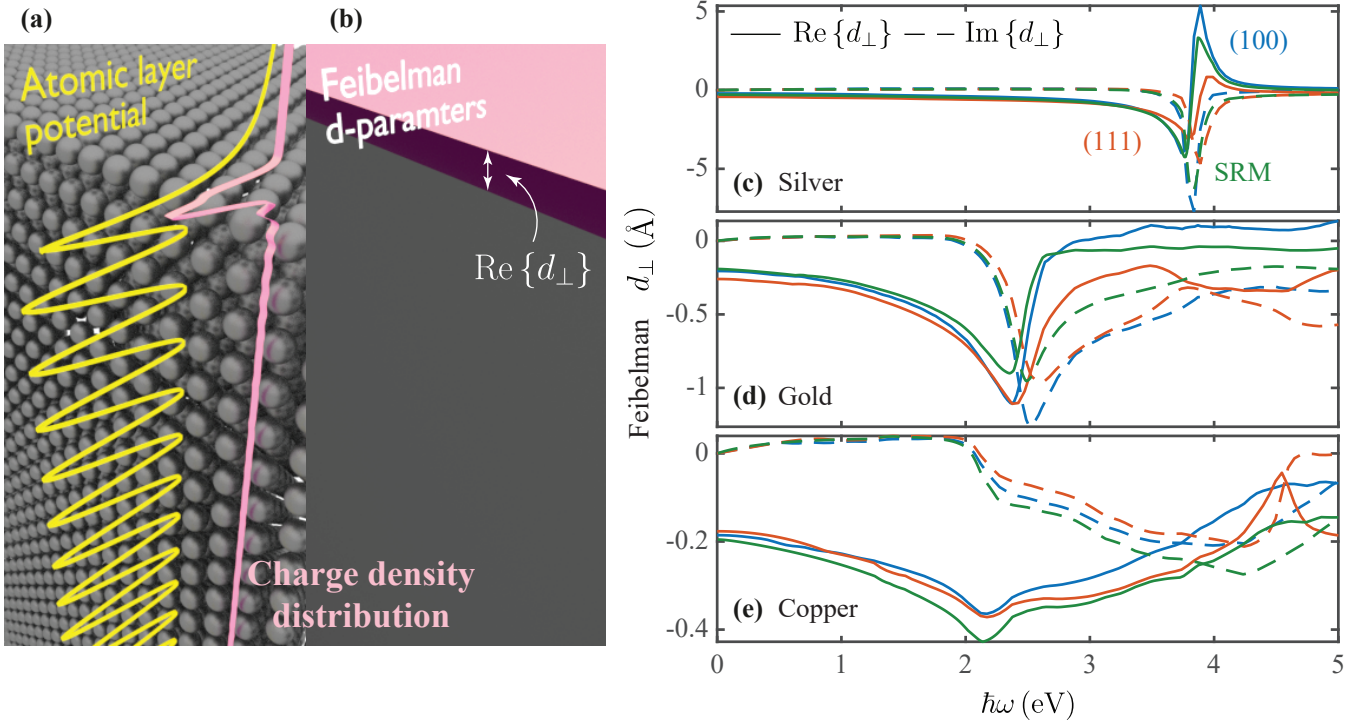 (a)
(b)
Atomic layer
potential
Feibelman
d-paramters
Re {d⊥}
Charge density
distribution
Re {d⊥} Im {d⊥}
(100)
(111)
SRM
(c) Silver
5
0
-5
(d) Gold
0
-0.5
-1
(e) Copper
0
-0.2
-0.4
Feibelman d⊥ (Å)
0 1 2 3 4 5
ħω (eV)